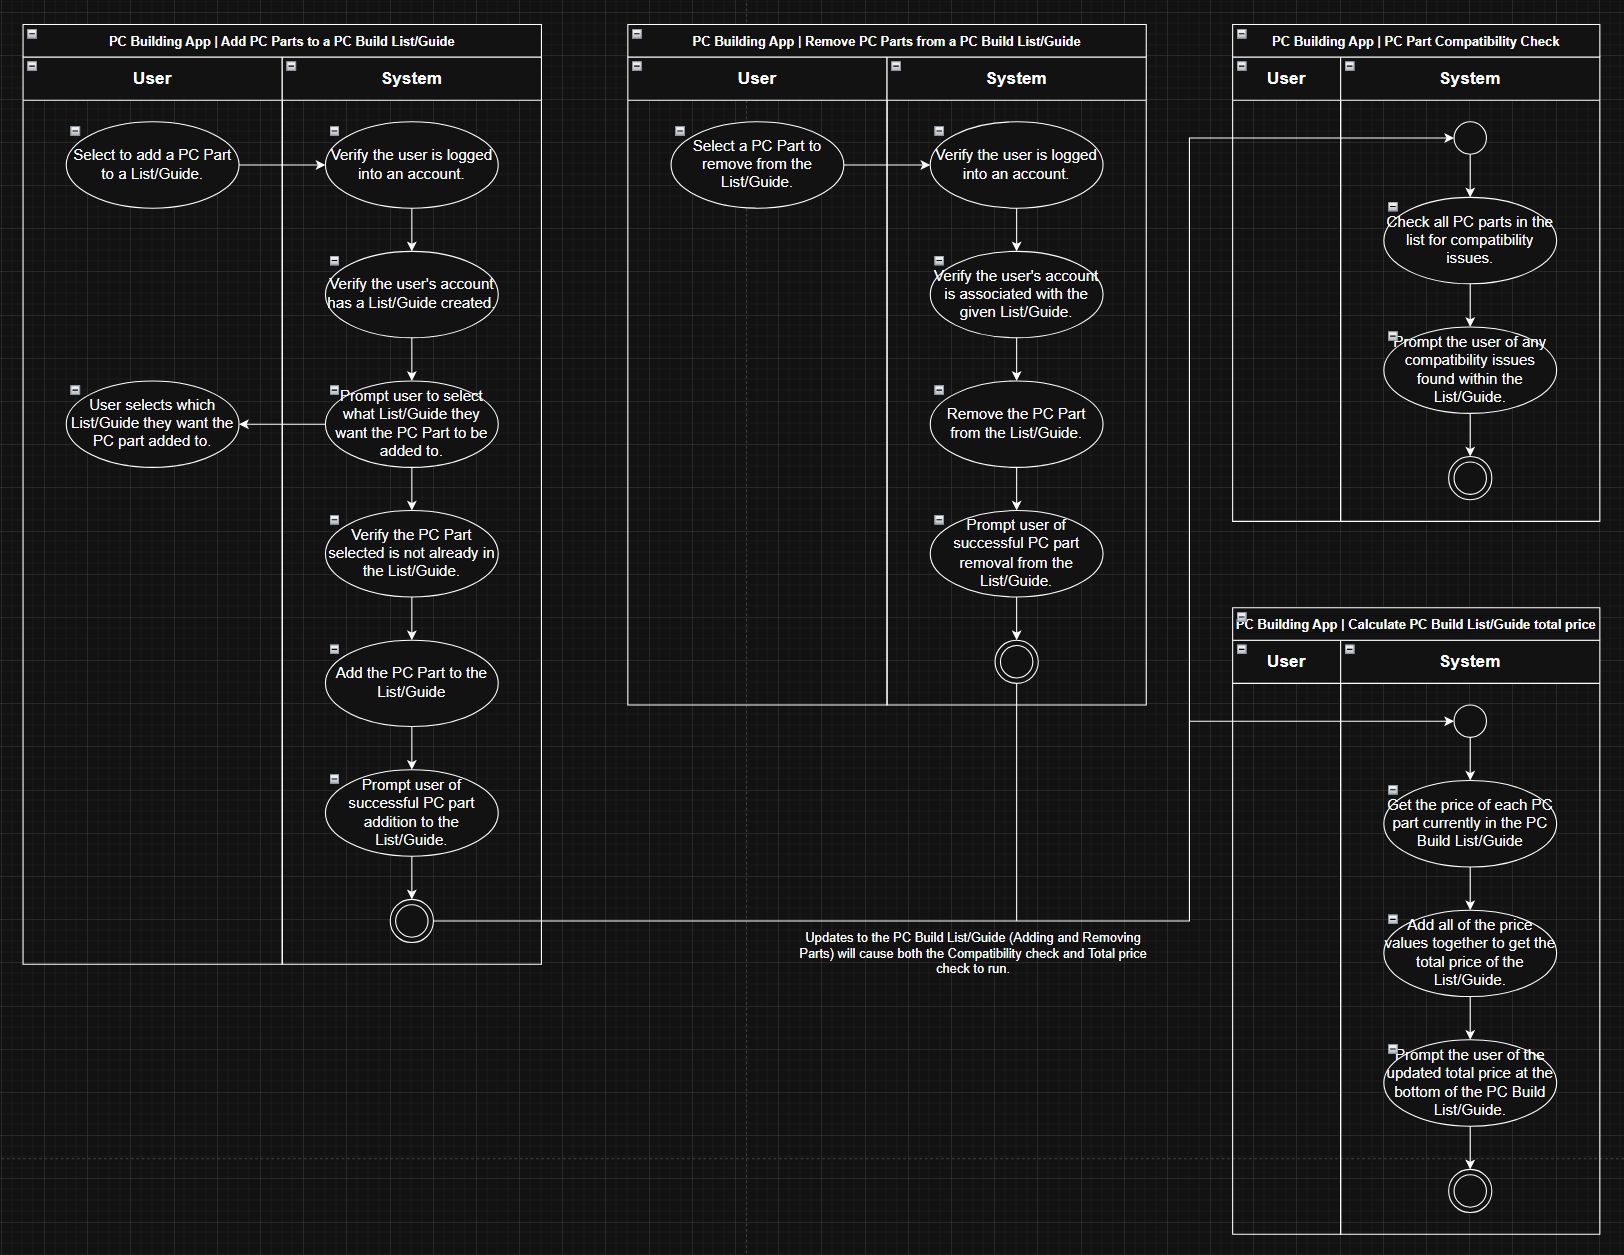 PC Building App | Add PC Parts to a PC Build List/Guide
User
System
Select to add a PC Part
to a List/Guide.
Verify the user is logged
into an account.
Verify the user's account
has a List/Guide created.
Prompt user to select
what List/Guide they
want the PC Part to be
added to.
User selects which
List/Guide they want the
PC part added to.
Verify the PC Part
selected is not already in
the List/Guide.
Add the PC Part to the
List/Guide
Prompt user of
successful PC part
addition to the
List/Guide.
PC Building App | Remove PC Parts from a PC Build List/Guide
User
System
Select a PC Part to
remove from the
List/Guide.
Verify the user is logged
into an account.
Verify the user's account
is associated with the
given List/Guide.
Remove the PC Part
from the List/Guide.
Prompt user of
successful PC part
removal from the
List/Guide.
Updates to the PC Build List/Guide (Adding and Removing
Parts) will cause both the Compatibility check and Total price
check to run.
PC Building App | PC Part Compatibility Check
User
System
Check all PC parts in the
list for compatibility
issues.
Prompt the user of any
compatibility issues
found within the
List/Guide.
PC Building App | Calculate PC Build List/Guide total price
User
System
Get the price of each PC
part currently in the PC
Build List/Guide
Add all of the price
values together to get the
total price of the
List/Guide.
Prompt the user of the
updated total price at the
bottom of the PC Build
List/Guide.